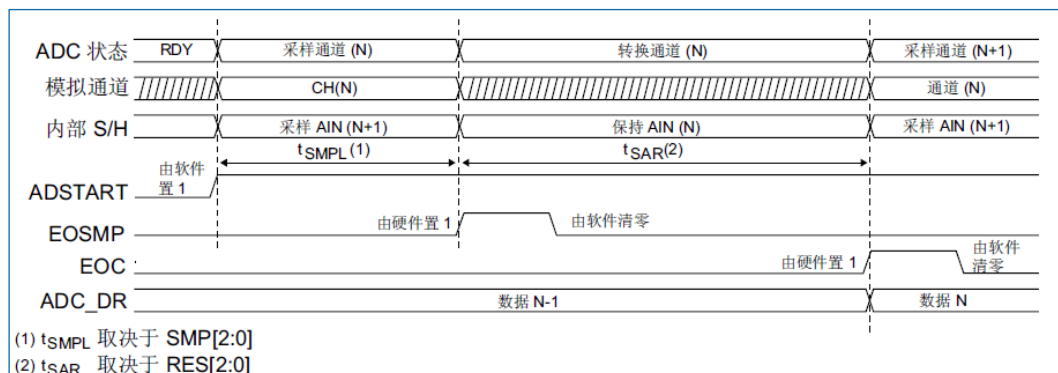 ADC 状态 RDY 采样通道 (N) 转换通道 (N) 采样通道 (N+1)
模拟通道 CH(N) 通道 (N)
内部 S/H 采样 AIN (N+1) 保持 AIN (N) 采样 AIN (N+1)
tSMPL(1) tSAR(2)
由软件
置 1
ADSTART
由硬件置 1 由软件清零
EOSMP
由硬件置 1 由软件
清零
EOC
ADC_DR 数据 N-1 数据 N
(1) tSMPL 取决于 SMP[2:0]
(2) tSAR 取决于 RES[2:0]